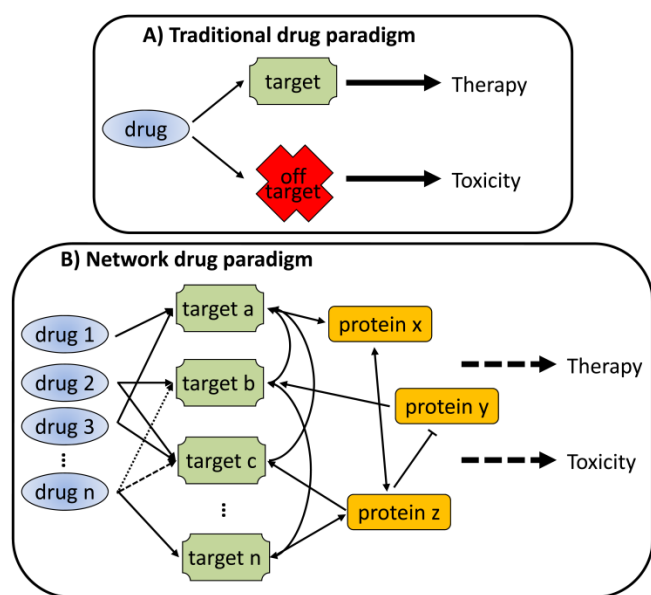 A) Traditional drug paradigm
target
Therapy
drug
off
target
Toxicity
B) Network drug paradigm
target a
protein x
drug 1
Therapy
drug 2
target b
protein y
drug 3
target c
Toxicity
drug n
protein z
target n